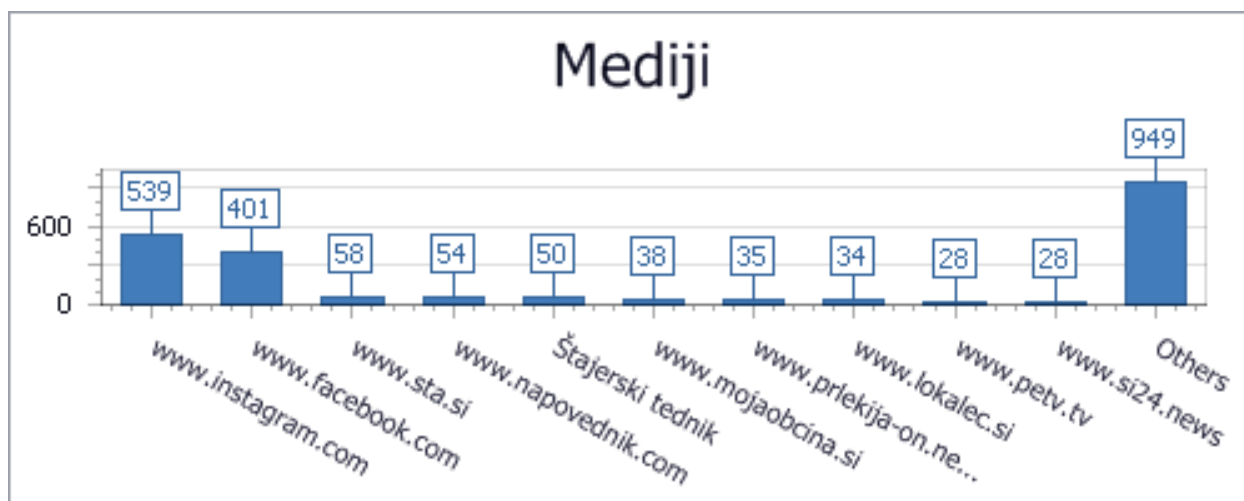 Mediji
949
539
401
58
54
50
38
35
34
28
28
600
0
www.instagram.com
www.facebook.com
www.sta.si
www.napovednik.com
Štajerski tednik
www.mojaobcina.si
www.prlekija-on.ne...
www.lokalec.si
www.petv.tv
www.si24.news
Others